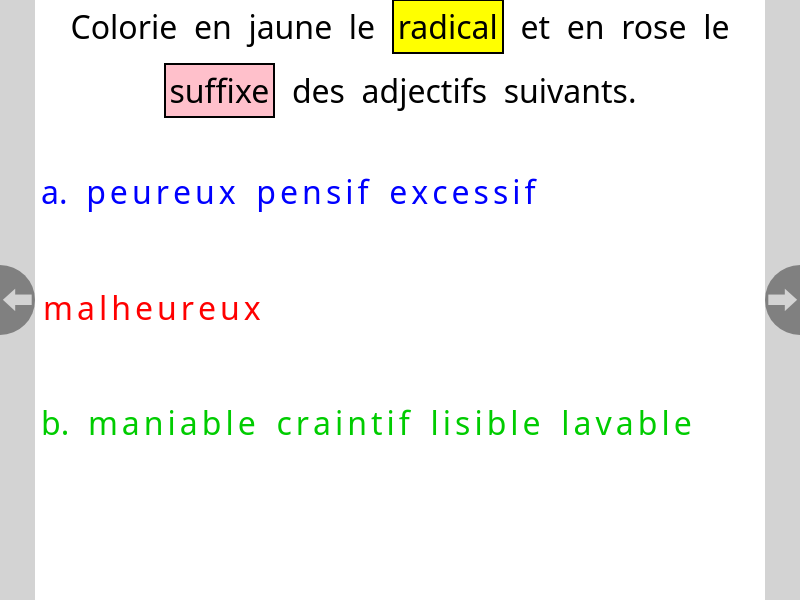 Colorie en jaune le radical et en rose le
suffixe des adjectifs suivants.
a. peureux pensif excessif
malheureux
b. maniable craintif lisible lavable